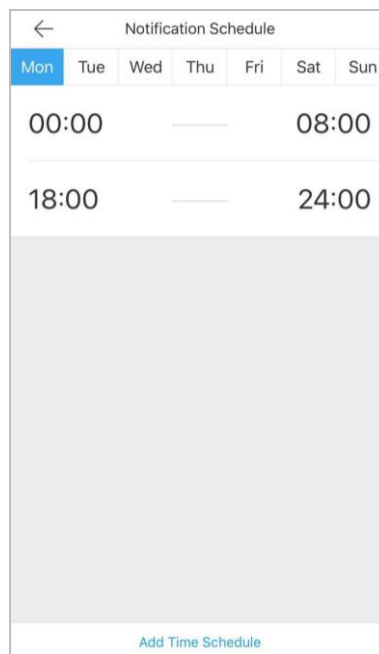 Notification Schedule
Mon Tue Wed Thu Fri Sat Sun
00:00 08:00
18:00 24:00
Add Time Schedule